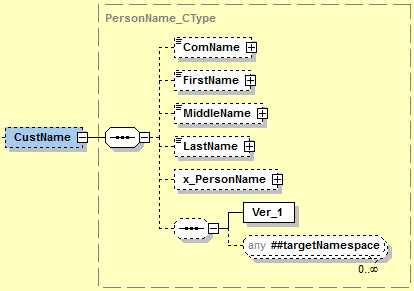 PersonName_CType
ComName
FirstName
MiddleName
CustName
LastName
x_PersonName
Ver_1
any ##targetNamespace
0..∞